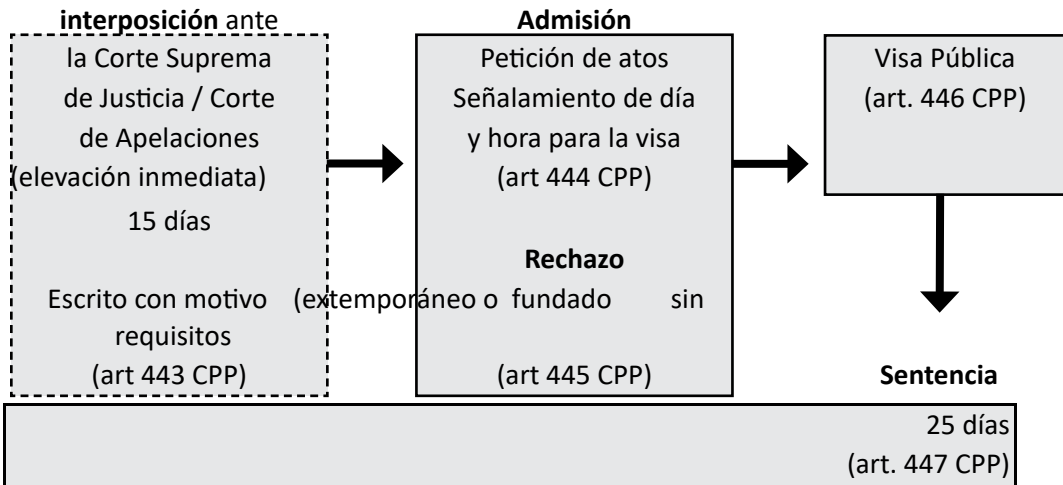 interposición ante
la Corte Suprema
de Justicia / Corte
de Apelaciones
(elevación inmediata)
15 días
Escrito con motivo
requisitos
(art 443 CPP)
Admisión
Petición de atos
Señalamiento de día
y hora para la visa
(art 444 CPP)
Rechazo
(extemporáneo o fundado sin
(art 445 CPP)
Visa Pública
(art. 446 CPP)
Sentencia
25 días
(art. 447 CPP)